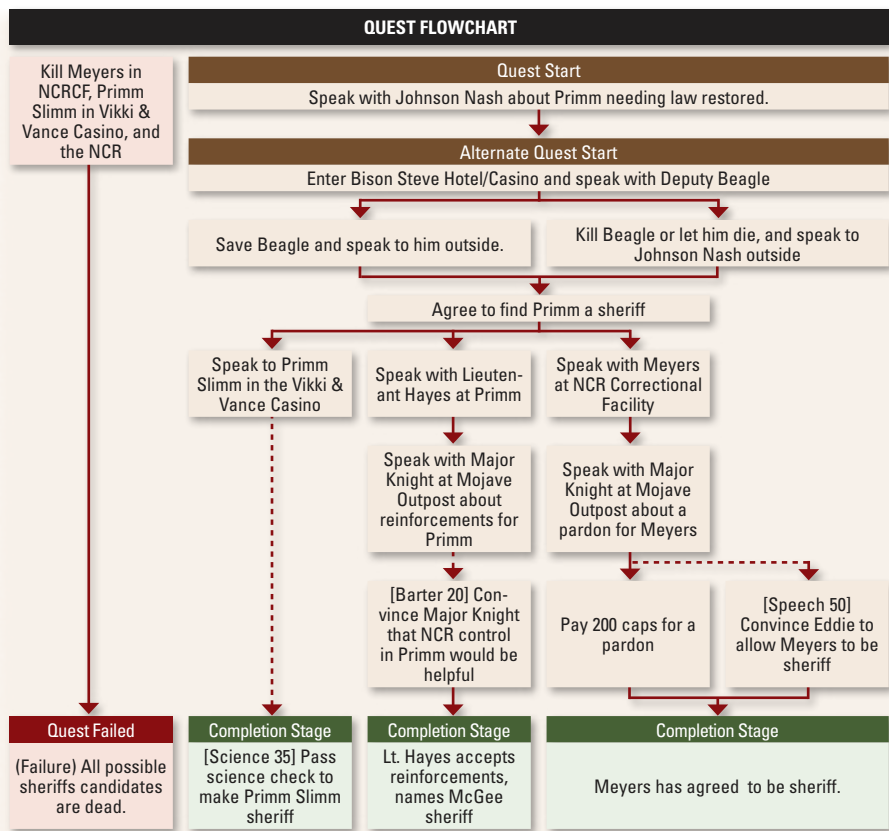 QUEST FLOWCHART
Kill Meyers in
NCRCF, Primm
Slimm in Vikki &
Vance Casino, and
the NCR
Quest Start
Speak with Johnson Nash about Primm needing law restored.
Alternate Quest Start
Enter Bison Steve Hotel/Casino and speak with Deputy Beagle
Save Beagle and speak to him outside.
Kill Beagle or let him die, and speak to
Johnson Nash outside
Agree to find Primm a sheriff
Speak to Primm
Slimm in the Vikki &
Vance Casino
Speak with Lieuten-
ant Hayes at Primm
Speak with Meyers
at NCR Correctional
Facility
Speak with Major
Knight at Mojave
Outpost about
reinforcements for
Primm
Speak with Major
Knight at Mojave
Outpost about a
pardon for Meyers
[Barter 20] Con-
vince Major Knight
that NCR control
in Primm would be
helpful
Pay 200 caps for a
pardon
[Speech 50]
Convince Eddie to
allow Meyers to be
sheriff
Quest Failed
(Failure) All possible
sheriffs candidates
are dead.
Completion Stage
[Science 35] Pass
science check to
make Primm Slimm
sheriff
Completion Stage
Lt. Hayes accepts
reinforcements,
names McGee
sheriff
Completion Stage
Meyers has agreed to be sheriff.